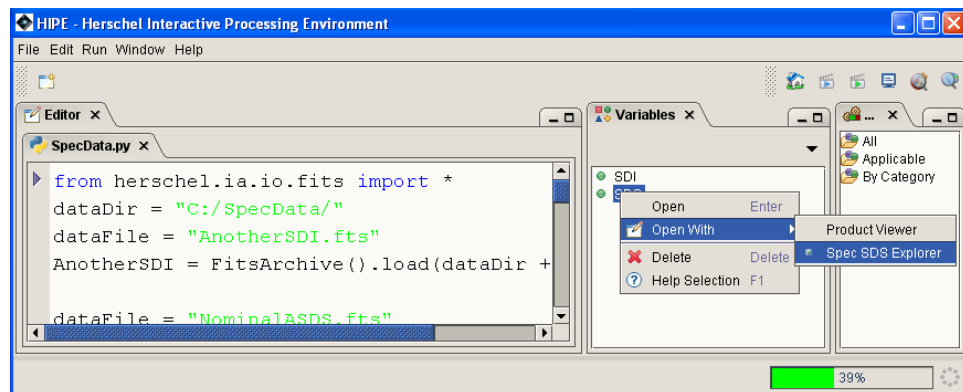 HIPE - Herschel Interactive Processing Environment
File Edit Run Window Help
Editor
Variables
...
SpecData.py
All
Applicable
By Category
from herschel.ia.io.fits import *
dataDir = "C:/SpecData/"
dataFile = "AnotherSDI.fts"
AnotherSDI = FitsArchive().load(dataDir +
dataFile = "NominalASDS.fts"
SDI
Open Enter
Open With
Product Viewer
Spec SDS Explorer
Delete Delete
Help Selection F1
39%